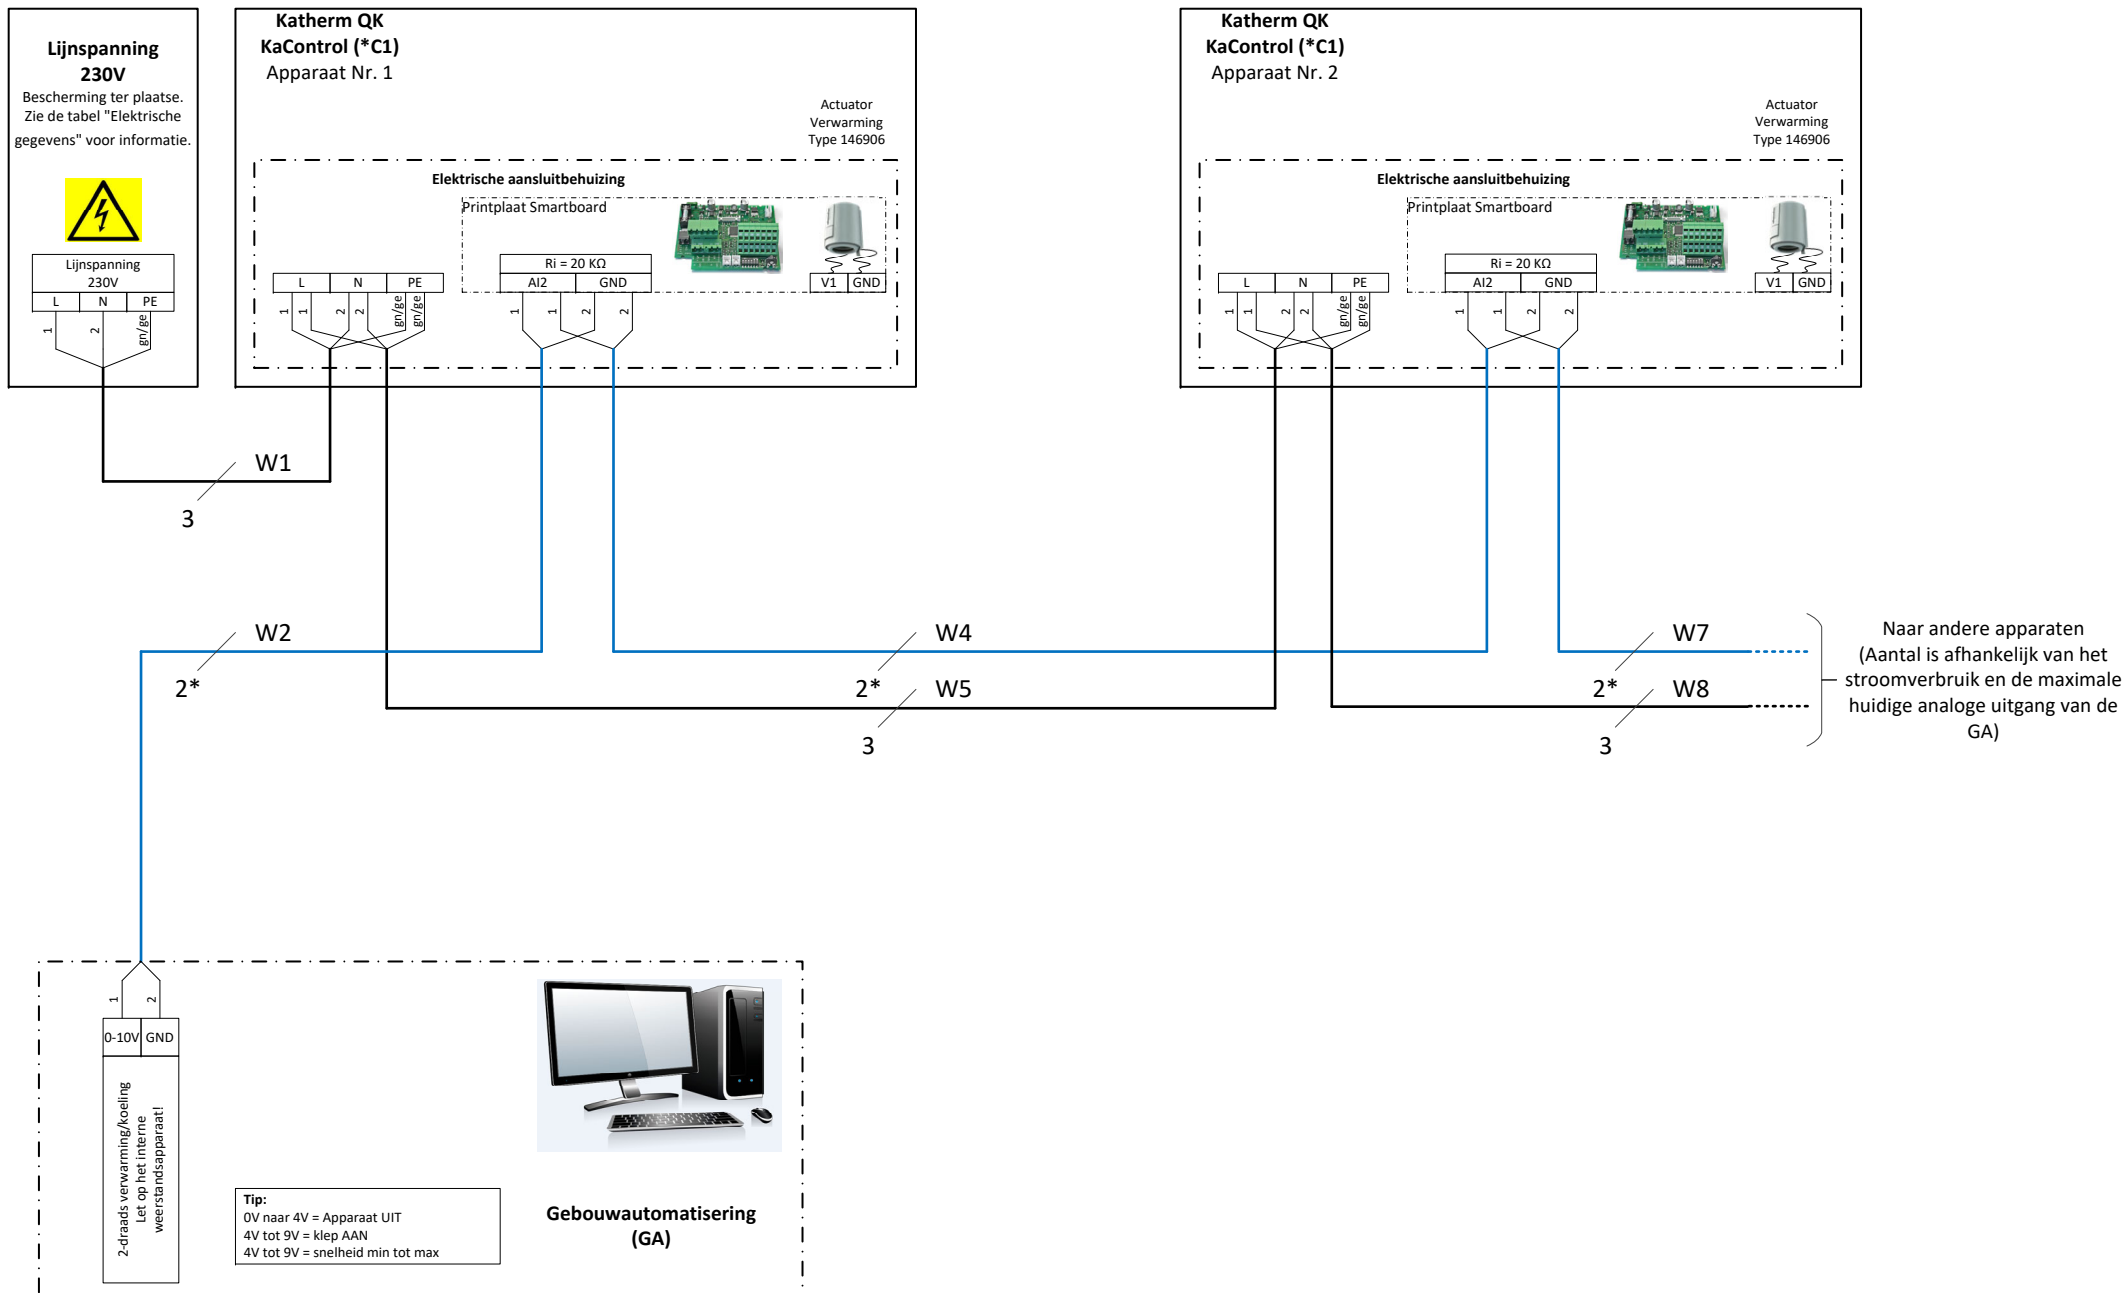 Lijnspanning
230V
Bescherming ter plaatse.
Zie de tabel "Elektrische
gegevens" voor informatie.
Lijnspanning
230V
L N PE
1 2 gn/ge
Katherm QK
KaControl (*C1)
Apparaat Nr. 1
Actuator
Verwarming
Type 146906
Elektrische aansluitbehuizing
Printplaat Smartboard
Ri = 20 KΩ
L N PE
AI2 GND
V1 GND
1 1 2 2 gn/ge gn/ge
1 1 2 2
Katherm QK
KaControl (*C1)
Apparaat Nr. 2
Actuator
Verwarming
Type 146906
Elektrische aansluitbehuizing
Printplaat Smartboard
Ri = 20 KΩ
L N PE
AI2 GND
V1 GND
1 1 2 2 gn/ge gn/ge
1 1 2 2
W1
3
W2
2*
W4
2*
W5
3
W7
2*
W8
3
Naar andere apparaten
(Aantal is afhankelijk van het
stroomverbruik en de maximale
huidige analoge uitgang van de
GA)
1 2
0-10V GND
2-draads verwarming/koeling
Let op het interne
weerstandsapparaat!
Tip:
0V naar 4V = Apparaat UIT
4V tot 9V = klep AAN
4V tot 9V = snelheid min tot max
Gebouwautomatisering
(GA)